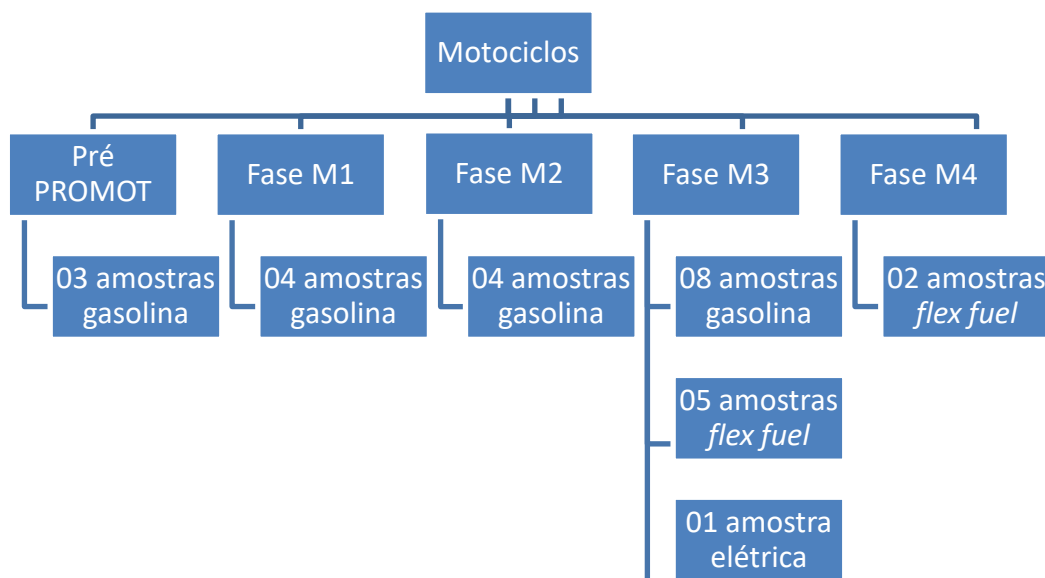 Motociclos
Pré
PROMOT
Fase M1
Fase M2
Fase M3
Fase M4
03 amostras
gasolina
04 amostras
gasolina
04 amostras
gasolina
08 amostras
gasolina
02 amostras
flex fuel
05 amostras
flex fuel
01 amostra
elétrica